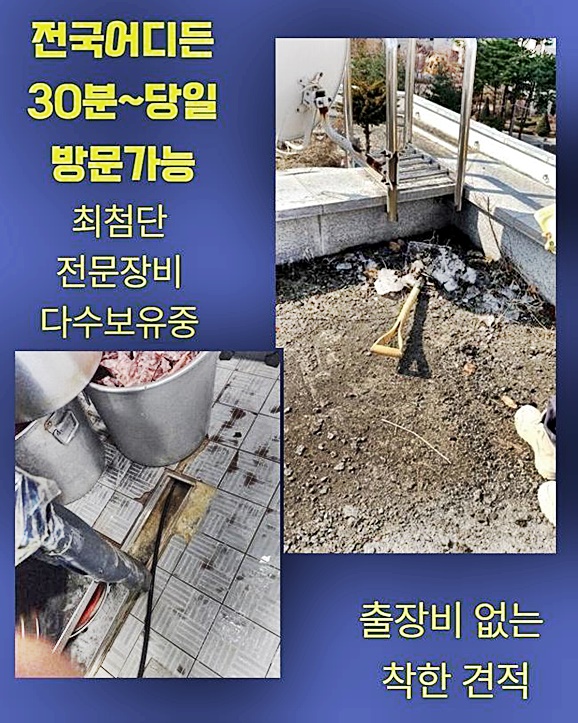 전국어디든
30분~당일
방문가능
최첨단
전문장비
다수보유중
출장비 없는
착한 견적